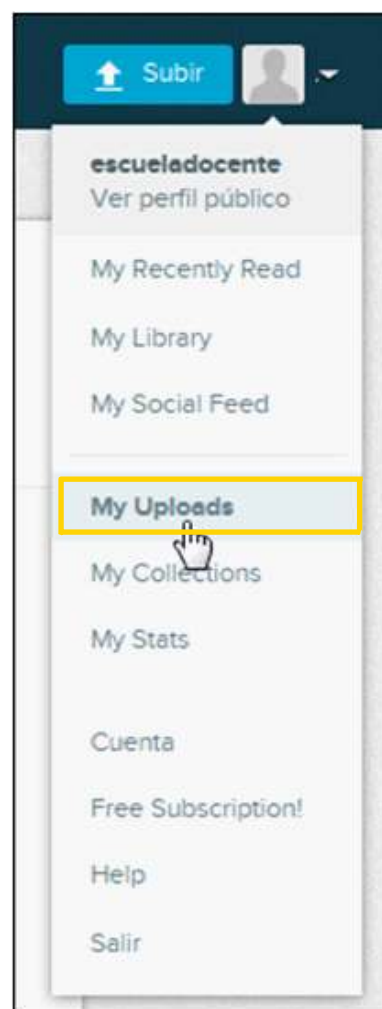 Subir
escueladocente
Ver perfil público
My Recently Read
My Library
My Social Feed
My Uploads
My Collections
My Stats
Cuenta
Free Subscription!
Help
Salir